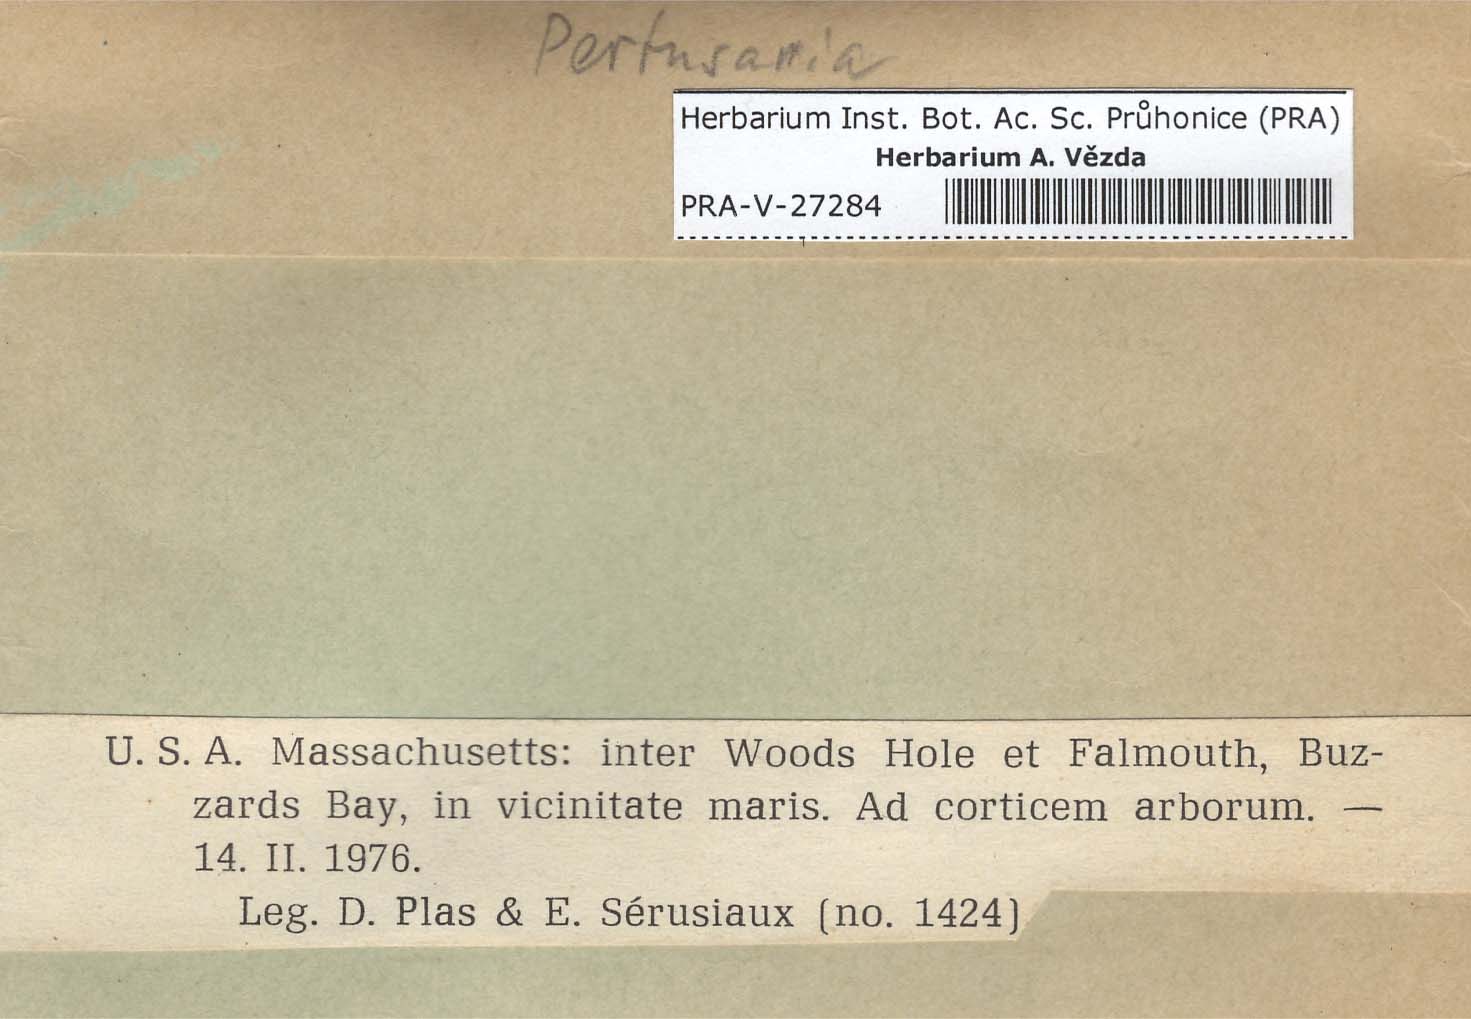 Pertusaria
Herbarium Inst. Bot. Ac. Sc. Průhonice (PRA)
Herbarium A. Vězda
PRA-V-27284
U. S. A. Massachusetts: inter Woods Hole et Falmouth, Buz-
zards Bay, in vicinitate maris. Ad corticem arborum. —
14. II. 1976.
Leg. D. Plas & E. Sérusiaux (no. 1424)